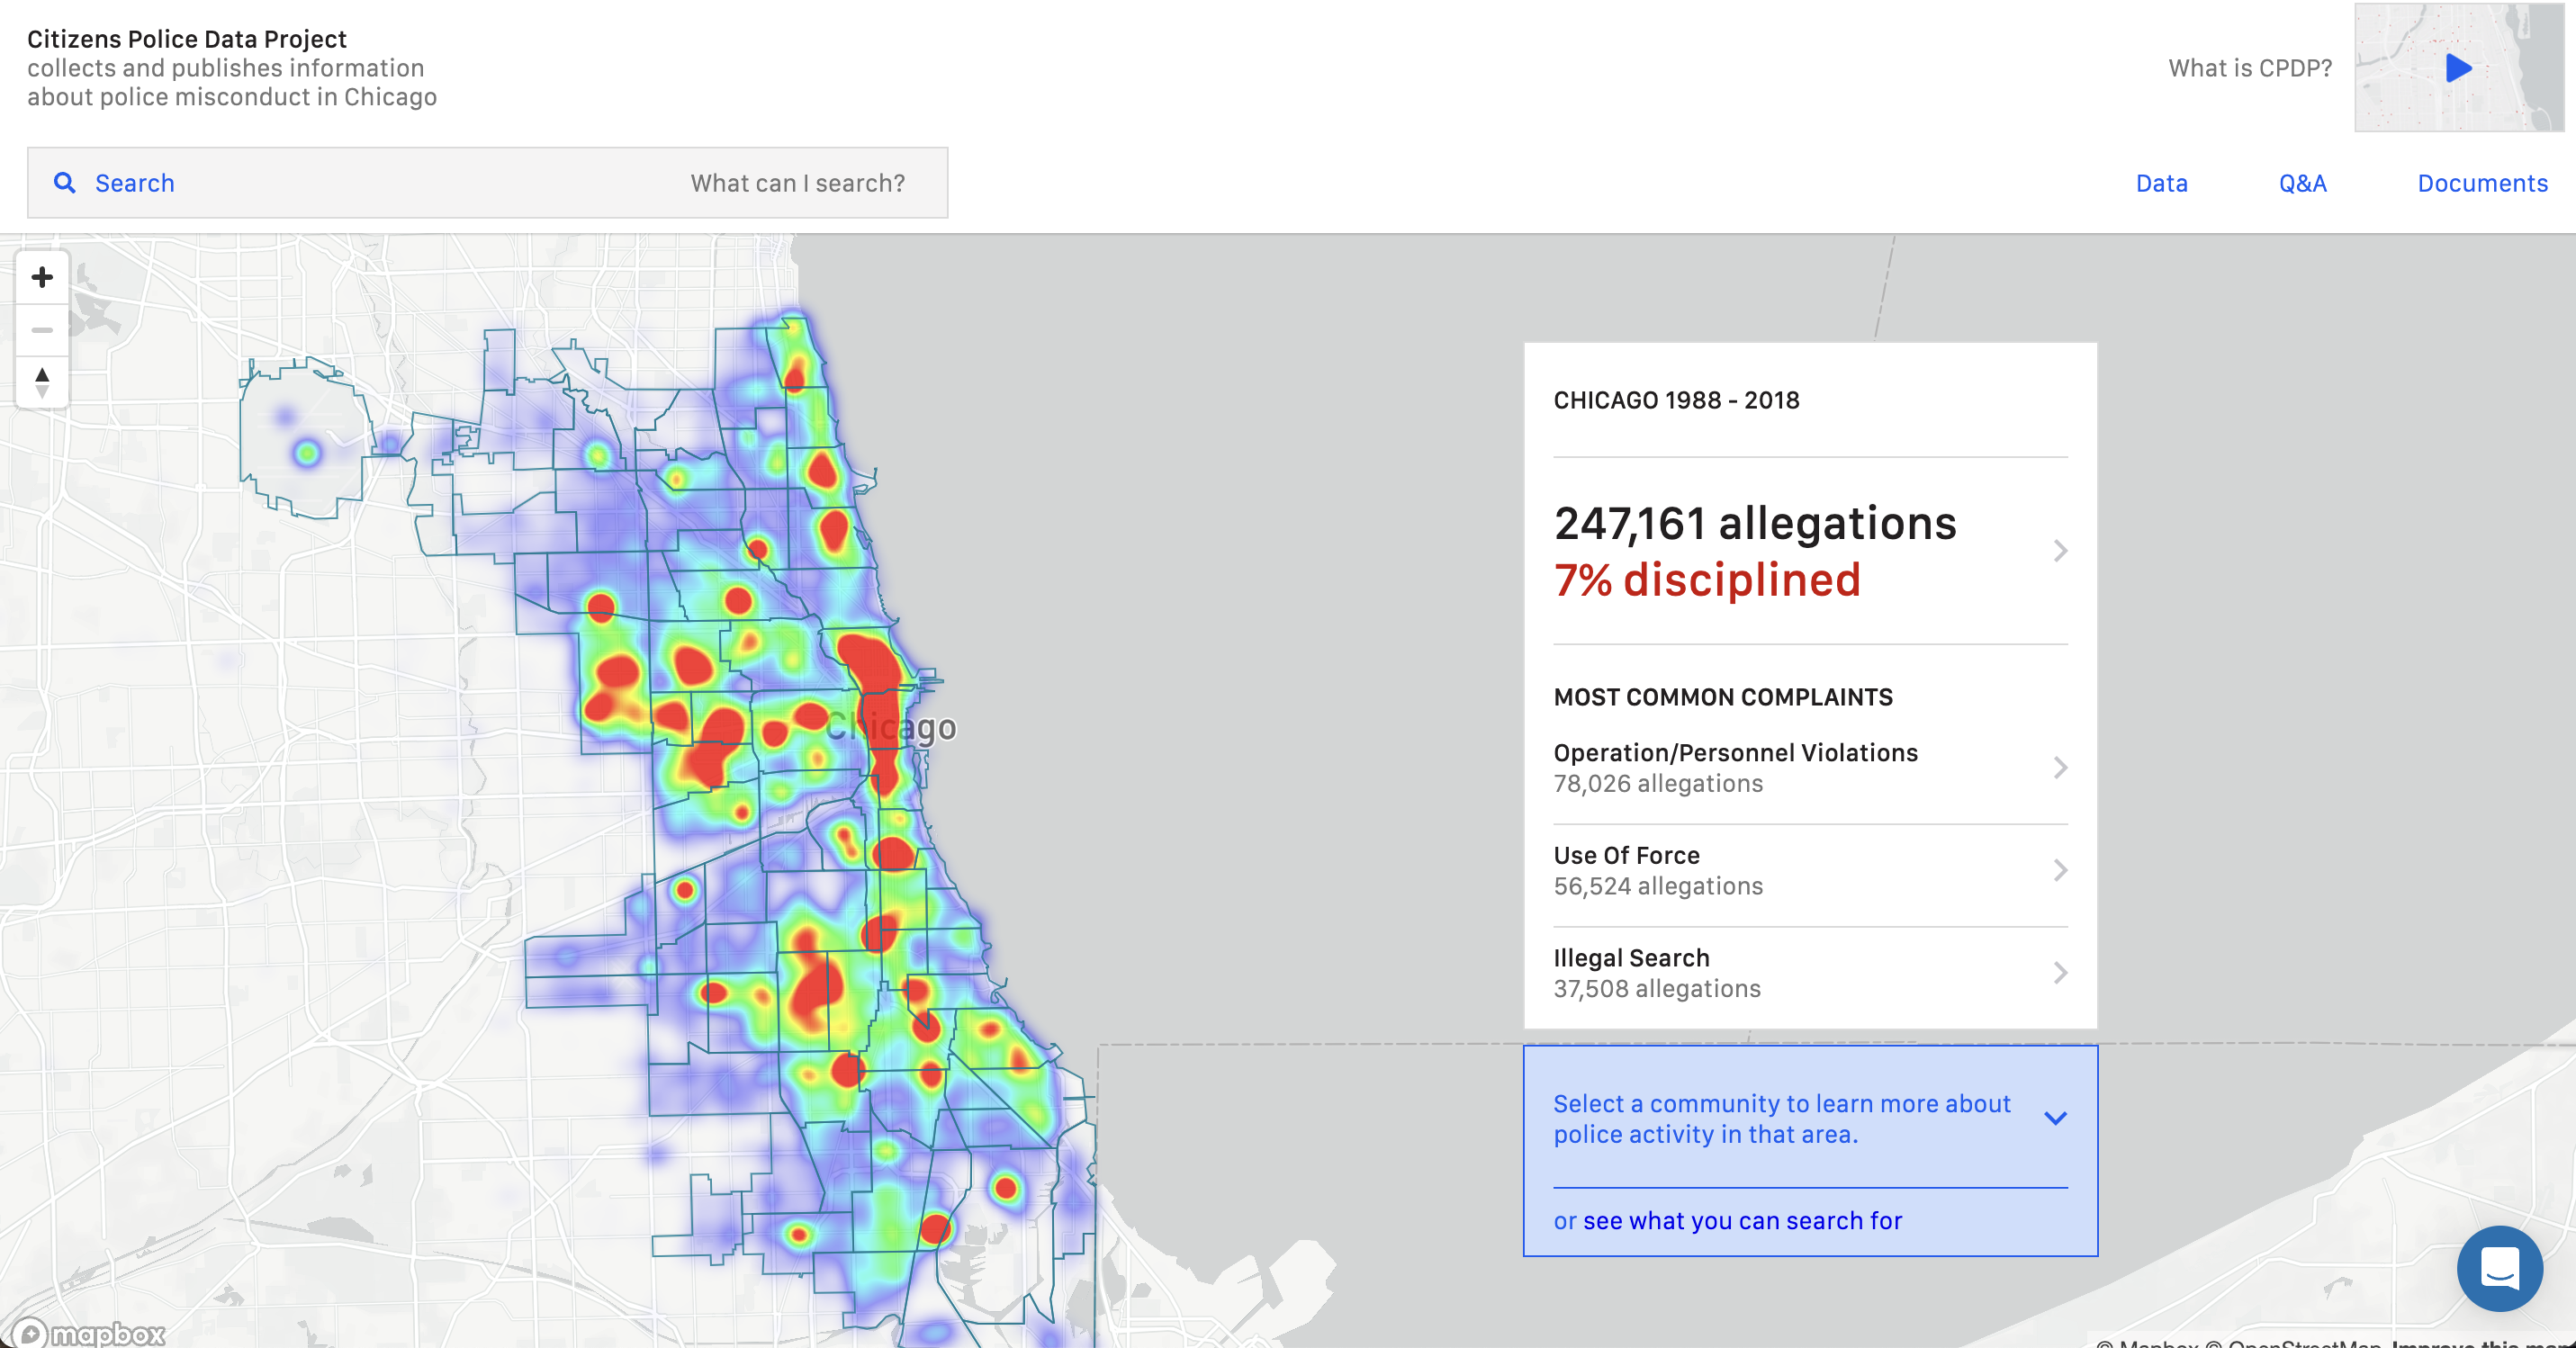 Citizens Police Data Project
collects and publishes information
about police misconduct in Chicago
What is CPDP?
Search
What can I search?
Data
Q&A
Documents
CHICAGO 1988 - 2018
247,161 allegations
7% disciplined
MOST COMMON COMPLAINTS
Operation/Personnel Violations
78,026 allegations
Use Of Force
56,524 allegations
Illegal Search
37,508 allegations
Select a community to learn more about
police activity in that area.
or see what you can search for
Chicago
mapbox
© Mapbox © OpenStreetMap Improve this map